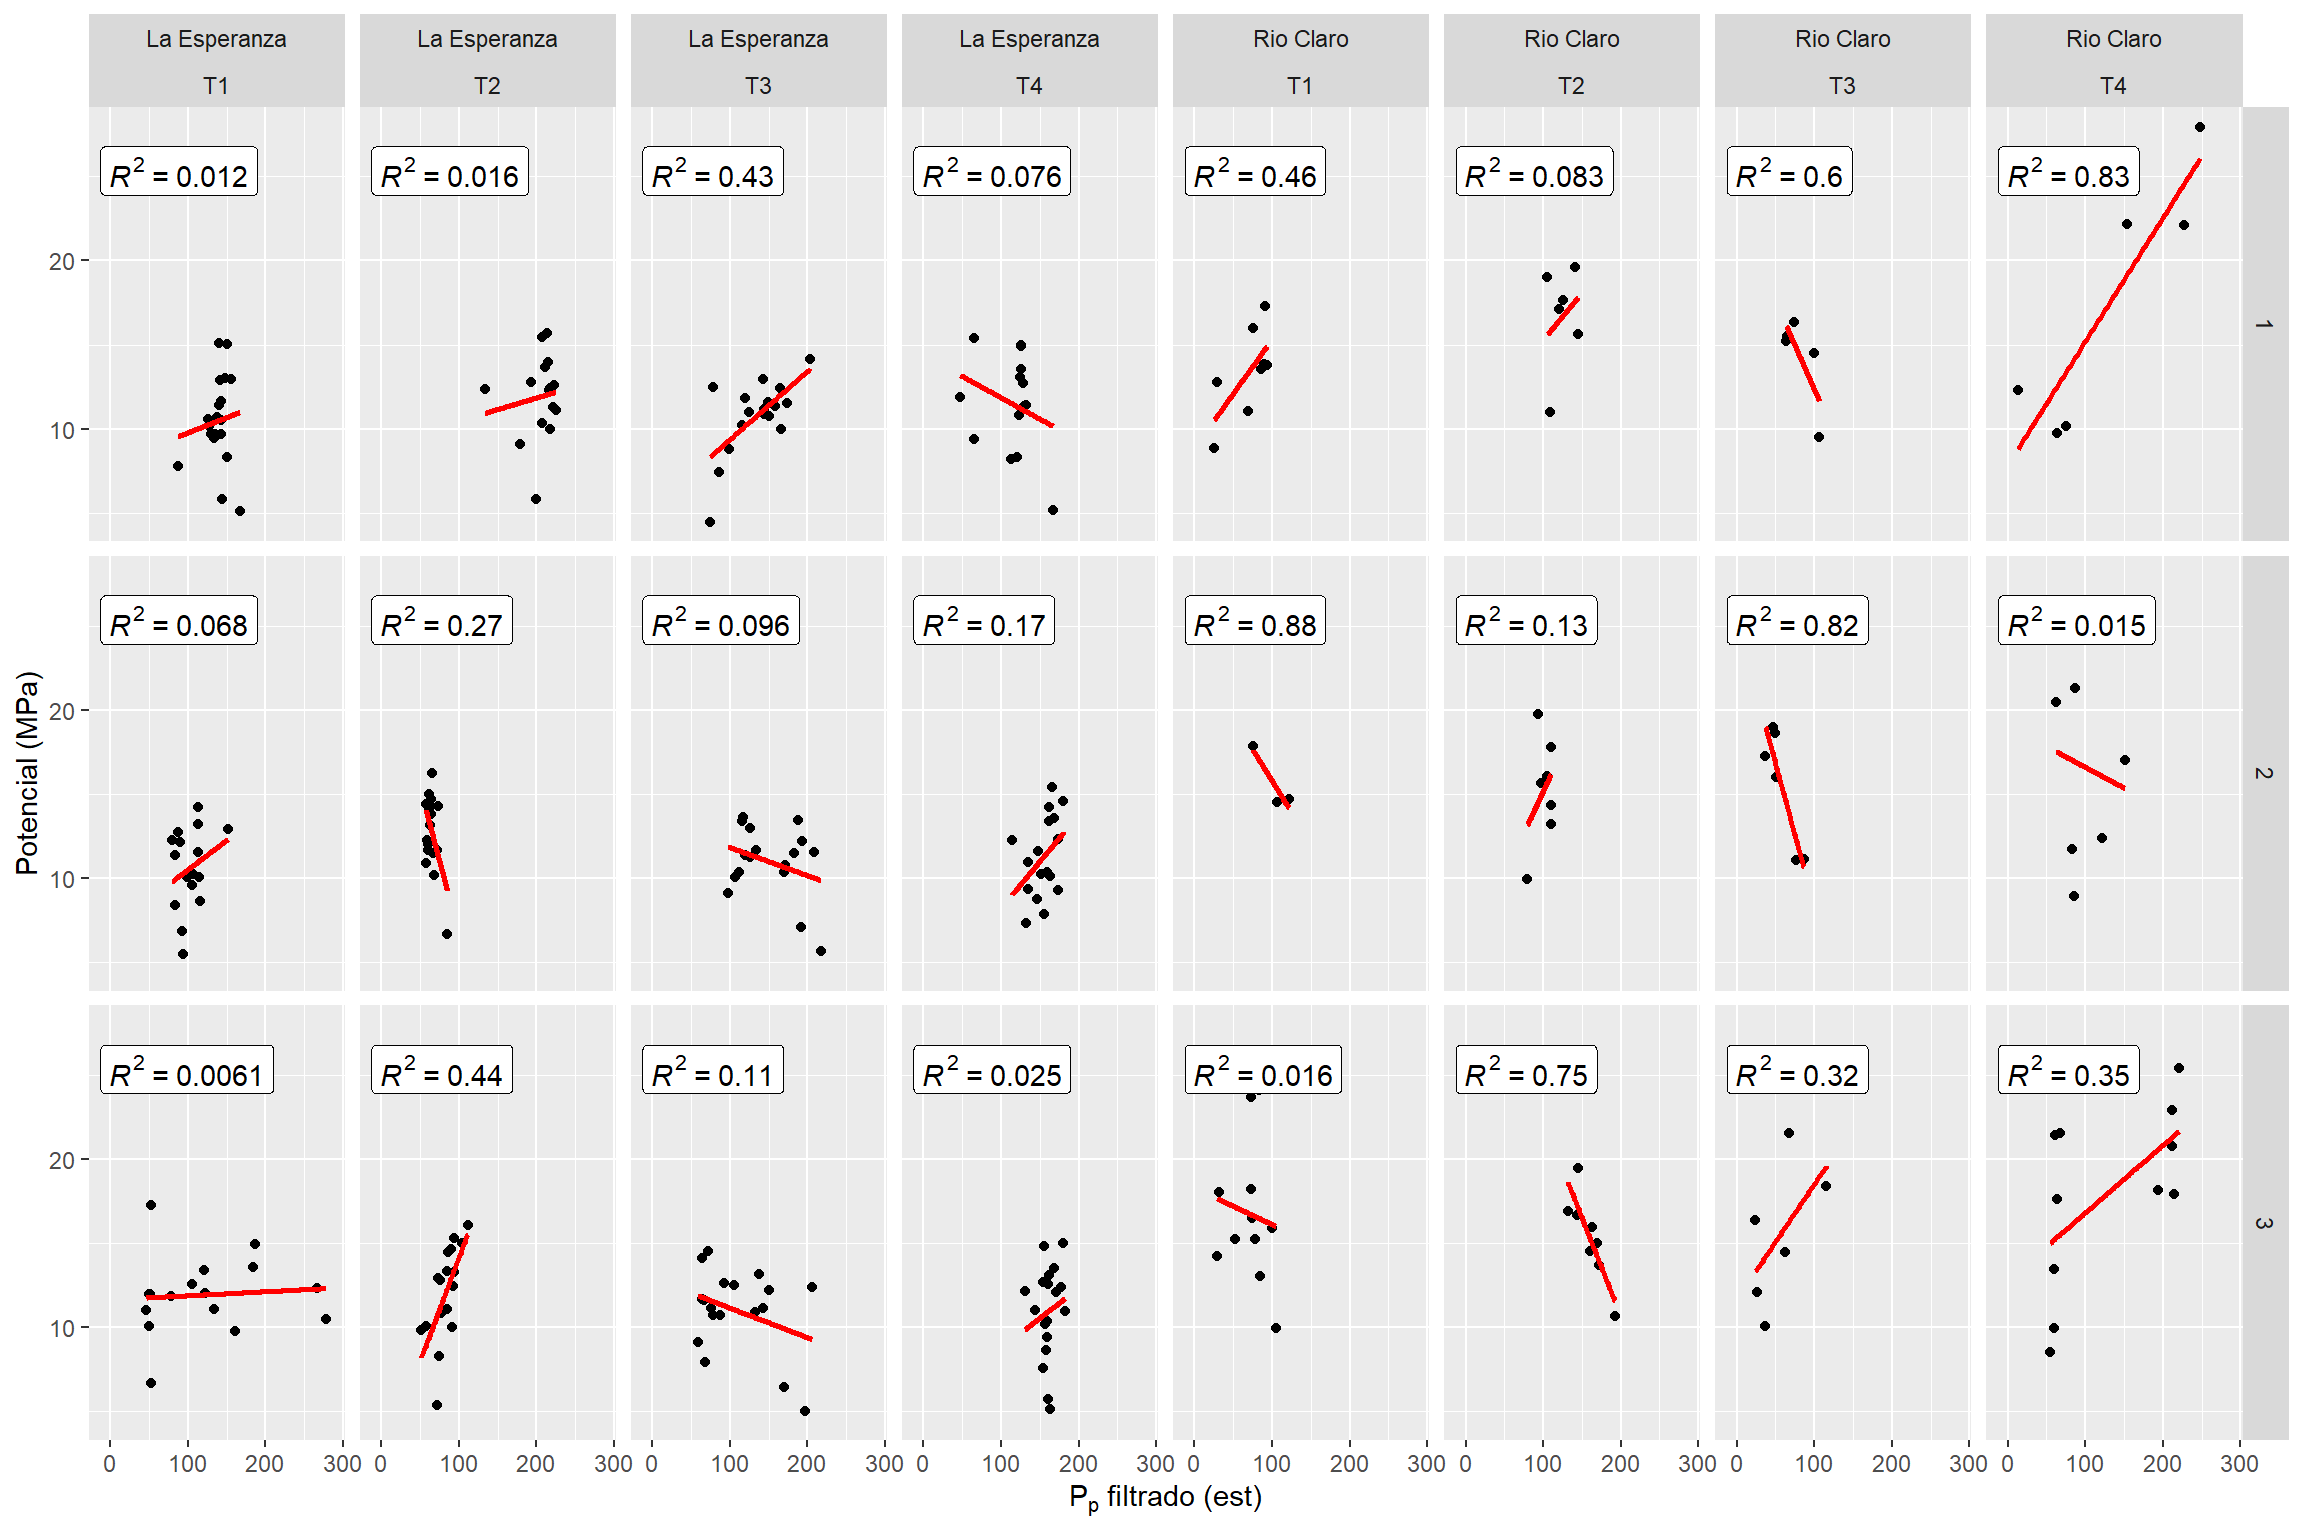 La Esperanza La Esperanza La Esperanza La Esperanza Rio Claro Rio Claro Rio Claro Rio Claro
T1 T2 T3 T4 T1 T2 T3 T4
R² = 0.012 R² = 0.016 R² = 0.43 R² = 0.076 R² = 0.46 R² = 0.083 R² = 0.6 R² = 0.83
20
1
10
R² = 0.068 R² = 0.27 R² = 0.096 R² = 0.17 R² = 0.88 R² = 0.13 R² = 0.82 R² = 0.015
20
Potencial (MPa)
2
10
R² = 0.0061 R² = 0.44 R² = 0.11 R² = 0.025 R² = 0.016 R² = 0.75 R² = 0.32 R² = 0.35
20
3
10
0 100 200 300 0 100 200 300 0 100 200 300 0 100 200 300 0 100 200 300 0 100 200 300 0 100 200 300 0 100 200 300
Pₚ filtrado (est)